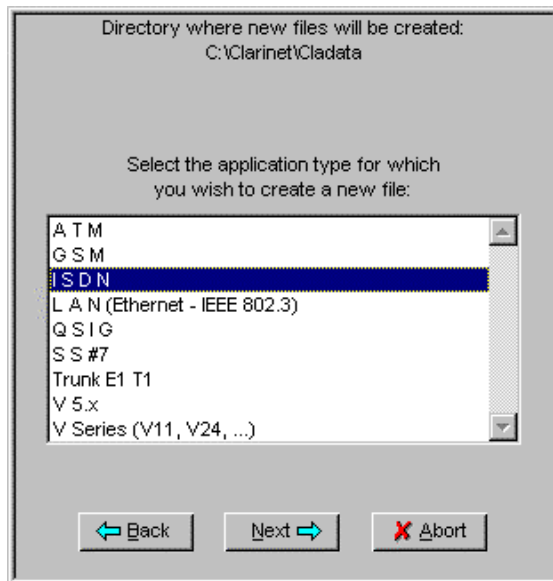 Directory where new files will be created:
C:\Clarinet\Cladata
Select the application type for which
you wish to create a new file:
A T M
G S M
I S D N
L A N (Ethernet - IEEE 802.3)
Q S I G
S S #7
Trunk E1 T1
V 5.x
V Series (V11, V24, ...)
Back
Next
Abort